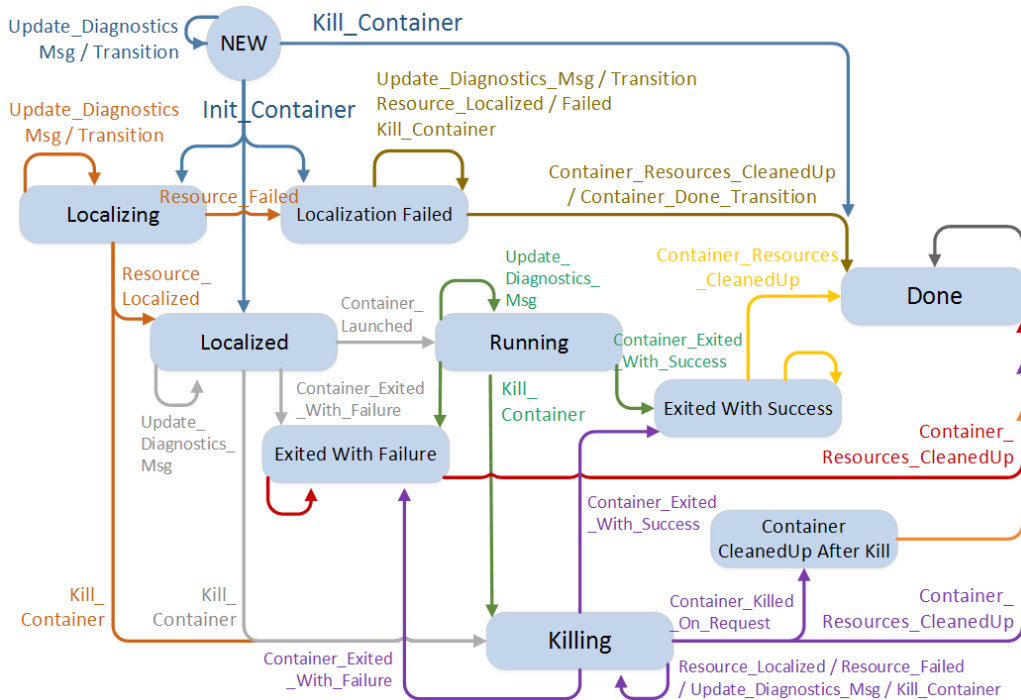 Update_Diagnostics
Msg / Transition
NEW
Kill_Container
Update_Diagnostics
Msg / Transition
Init_Container
Update_Diagnostics_Msg / Transition
Resource_Localized / Failed
Kill_Container
Localizing
Resource_Failed
Localization Failed
Container_Resources_CleanedUp
/ Container_Done_Transition
Resource_
Localized
Container_
Launched
Update_
Diagnostics_
Msg
Container_Resources
_CleanedUp
Done
Localized
Running
Container_Exited
_With_Success
Update_
Diagnostics_
Msg
Container_Exited
_With_Failure
Kill_
Container
Exited With Success
Exited With Failure
Container_
Resources_CleanedUp
Container_Exited
_With_Success
Container
CleanedUp After Kill
Kill_
Container
Kill_
Container
Container_Exited
_With_Failure
Killing
Container_Killed
_On_Request
Container_
Resources_CleanedUp
Resource_Localized / Resource_Failed
/ Update_Diagnostics_Msg / Kill_Container